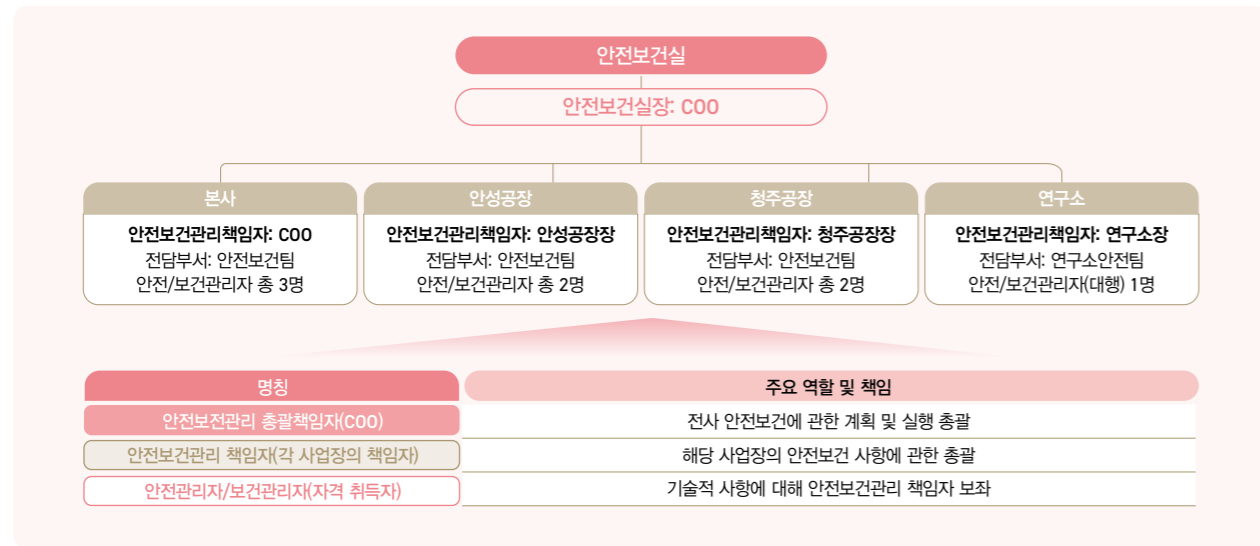 안전보건실
안전보건실장: COO
본사
안전보건관리책임자: COO
전담부서: 안전보건팀
안전/보건관리자 총 3명
안성공장
안전보건관리책임자: 안성공장장
전담부서: 안전보건팀
안전/보건관리자 총 2명
청주공장
안전보건관리책임자: 청주공장장
전담부서: 안전보건팀
안전/보건관리자 총 2명
연구소
안전보건관리책임자: 연구소장
전담부서: 연구소안전팀
안전/보건관리자(대행) 1명
명칭
주요 역할 및 책임
안전보전관리 총괄책임자(COO)
전사 안전보건에 관한 계획 및 실행 총괄
안전보건관리 책임자(각 사업장의 책임자)
해당 사업장의 안전보건 사항에 관한 총괄
안전관리자/보건관리자(자격 취득자)
기술적 사항에 대해 안전보건관리 책임자 보좌